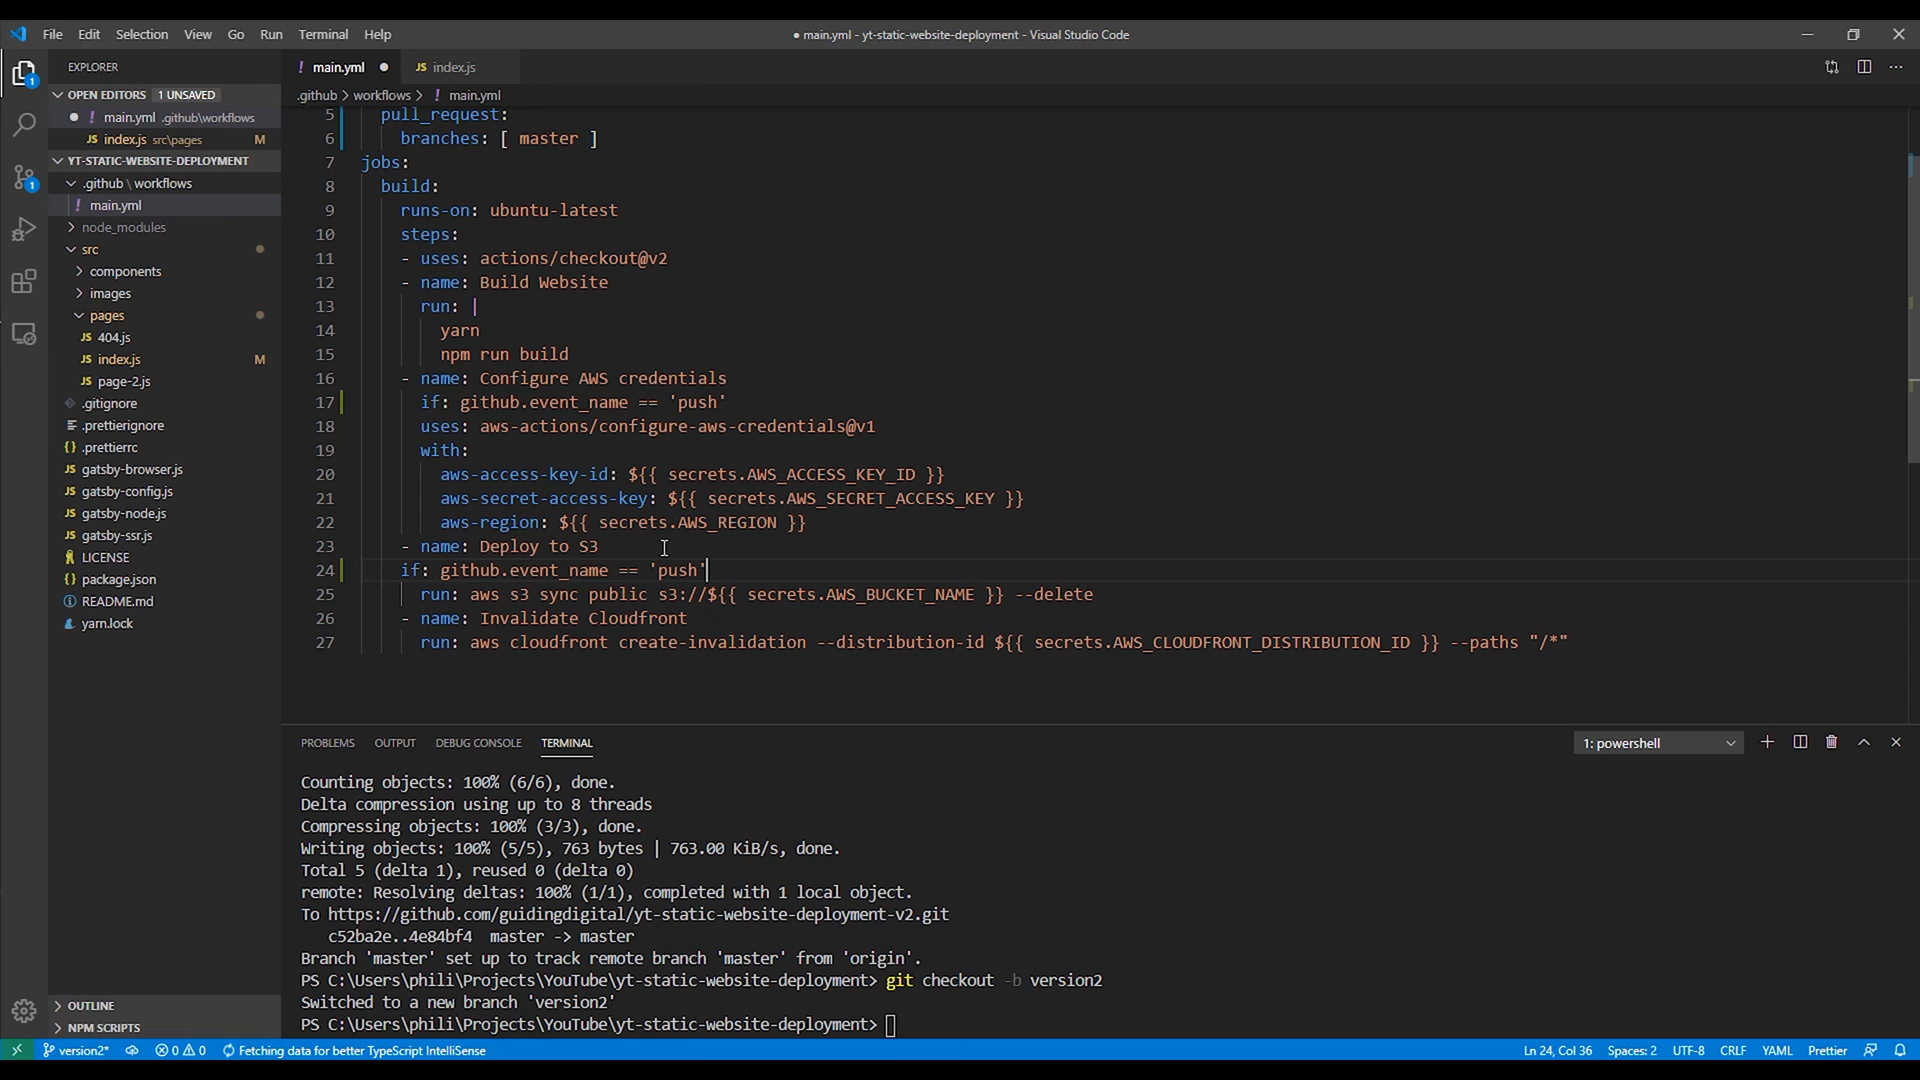 File Edit Selection View Go Run Terminal Help
● main.yml - yt-static-website-deployment - Visual Studio Code
EXPLORER
! main.yml ●
JS index.js
OPEN EDITORS 1 UNSAVED
● ! main.yml .github\workflows
JS index.js src\pages M
YT-STATIC-WEBSITE-DEPLOYMENT
.github \ workflows
! main.yml
node_modules
src
components
images
pages
JS 404.js
JS index.js M
JS page-2.js
.gitignore
.prettierignore
{} .prettierrc
JS gatsby-browser.js
JS gatsby-config.js
JS gatsby-node.js
JS gatsby-ssr.js
LICENSE
{} package.json
README.md
yarn.lock
OUTLINE
NPM SCRIPTS
.github > workflows > ! main.yml
5 pull_request:
6 branches: [ master ]
7 jobs:
8 build:
9 runs-on: ubuntu-latest
10 steps:
11 - uses: actions/checkout@v2
12 - name: Build Website
13 run: |
14 yarn
15 npm run build
16 - name: Configure AWS credentials
17 if: github.event_name == 'push'
18 uses: aws-actions/configure-aws-credentials@v1
19 with:
20 aws-access-key-id: ${{ secrets.AWS_ACCESS_KEY_ID }}
21 aws-secret-access-key: ${{ secrets.AWS_SECRET_ACCESS_KEY }}
22 aws-region: ${{ secrets.AWS_REGION }}
23 - name: Deploy to S3
24 if: github.event_name == 'push'
25 run: aws s3 sync public s3://${{ secrets.AWS_BUCKET_NAME }} --delete
26 - name: Invalidate Cloudfront
27 run: aws cloudfront create-invalidation --distribution-id ${{ secrets.AWS_CLOUDFRONT_DISTRIBUTION_ID }} --paths "/*"
PROBLEMS OUTPUT DEBUG CONSOLE TERMINAL
1: powershell
Counting objects: 100% (6/6), done.
Delta compression using up to 8 threads
Compressing objects: 100% (3/3), done.
Writing objects: 100% (5/5), 763 bytes | 763.00 KiB/s, done.
Total 5 (delta 1), reused 0 (delta 0)
remote: Resolving deltas: 100% (1/1), completed with 1 local object.
To https://github.com/guidingdigital/yt-static-website-deployment-v2.git
c52ba2e..4e84bf4 master -> master
Branch 'master' set up to track remote branch 'master' from 'origin'.
PS C:\Users\phili\Projects\YouTube\yt-static-website-deployment> git checkout -b version2
Switched to a new branch 'version2'
PS C:\Users\phili\Projects\YouTube\yt-static-website-deployment>
version2* 0 0 Fetching data for better TypeScript IntelliSense
Ln 24, Col 36 Spaces: 2 UTF-8 CRLF YAML Prettier